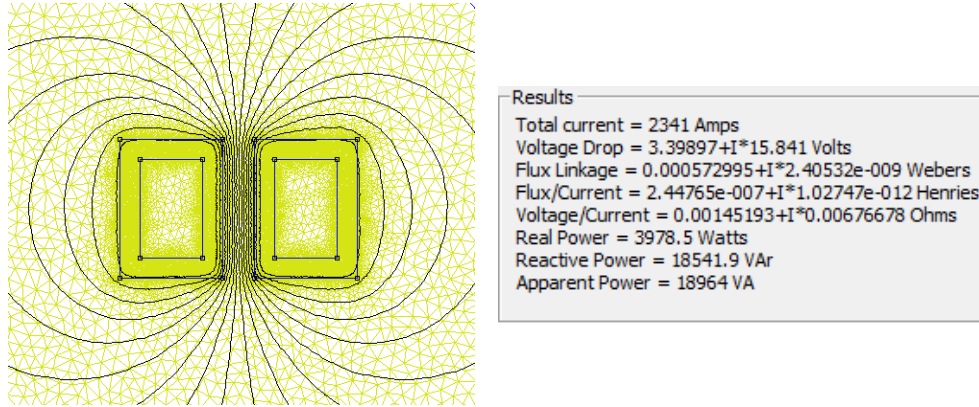 Results
Total current = 2341 Amps
Voltage Drop = 3.39897+I*15.841 Volts
Flux Linkage = 0.000572995+I*2.40532e-009 Webers
Flux/Current = 2.44765e-007+I*1.02747e-012 Henries
Voltage/Current = 0.00145193+I*0.00676678 Ohms
Real Power = 3978.5 Watts
Reactive Power = 18541.9 VAr
Apparent Power = 18964 VA